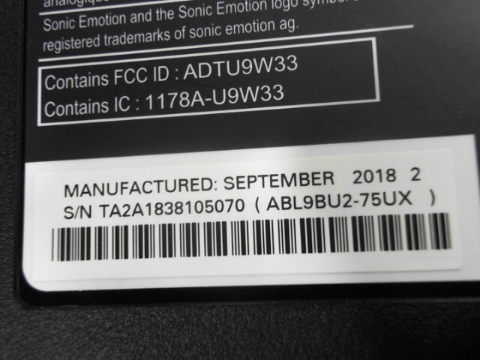 analogique
Sonic Emotion and the Sonic Emotion logo symbol
registered trademarks of sonic emotion ag.
Contains FCC ID : ADTU9W33
Contains IC : 1178A-U9W33
MANUFACTURED: SEPTEMBER 2018 2
S/N TA2A1838105070 ( ABL9BU2-75UX )